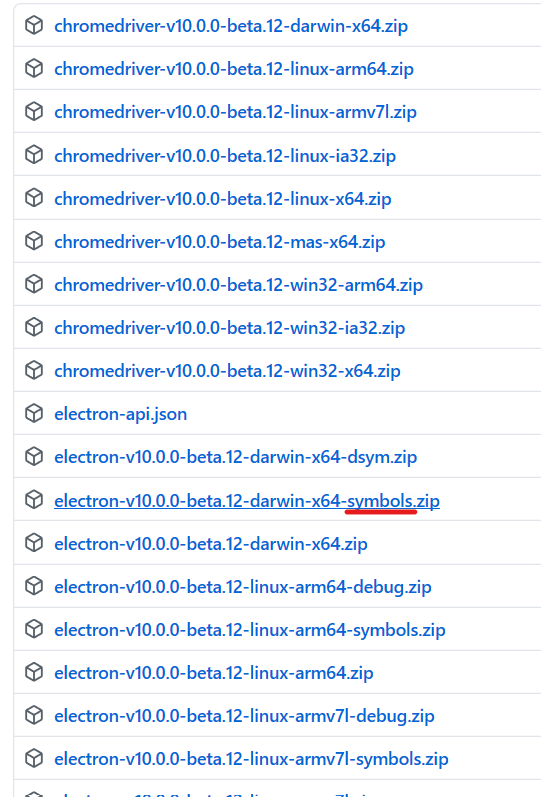 chromedriver-v10.0.0-beta.12-darwin-x64.zip
chromedriver-v10.0.0-beta.12-linux-arm64.zip
chromedriver-v10.0.0-beta.12-linux-armv7l.zip
chromedriver-v10.0.0-beta.12-linux-ia32.zip
chromedriver-v10.0.0-beta.12-linux-x64.zip
chromedriver-v10.0.0-beta.12-mas-x64.zip
chromedriver-v10.0.0-beta.12-win32-arm64.zip
chromedriver-v10.0.0-beta.12-win32-ia32.zip
chromedriver-v10.0.0-beta.12-win32-x64.zip
electron-api.json
electron-v10.0.0-beta.12-darwin-x64-dsym.zip
electron-v10.0.0-beta.12-darwin-x64-symbols.zip
electron-v10.0.0-beta.12-darwin-x64.zip
electron-v10.0.0-beta.12-linux-arm64-debug.zip
electron-v10.0.0-beta.12-linux-arm64-symbols.zip
electron-v10.0.0-beta.12-linux-arm64.zip
electron-v10.0.0-beta.12-linux-armv7l-debug.zip
electron-v10.0.0-beta.12-linux-armv7l-symbols.zip